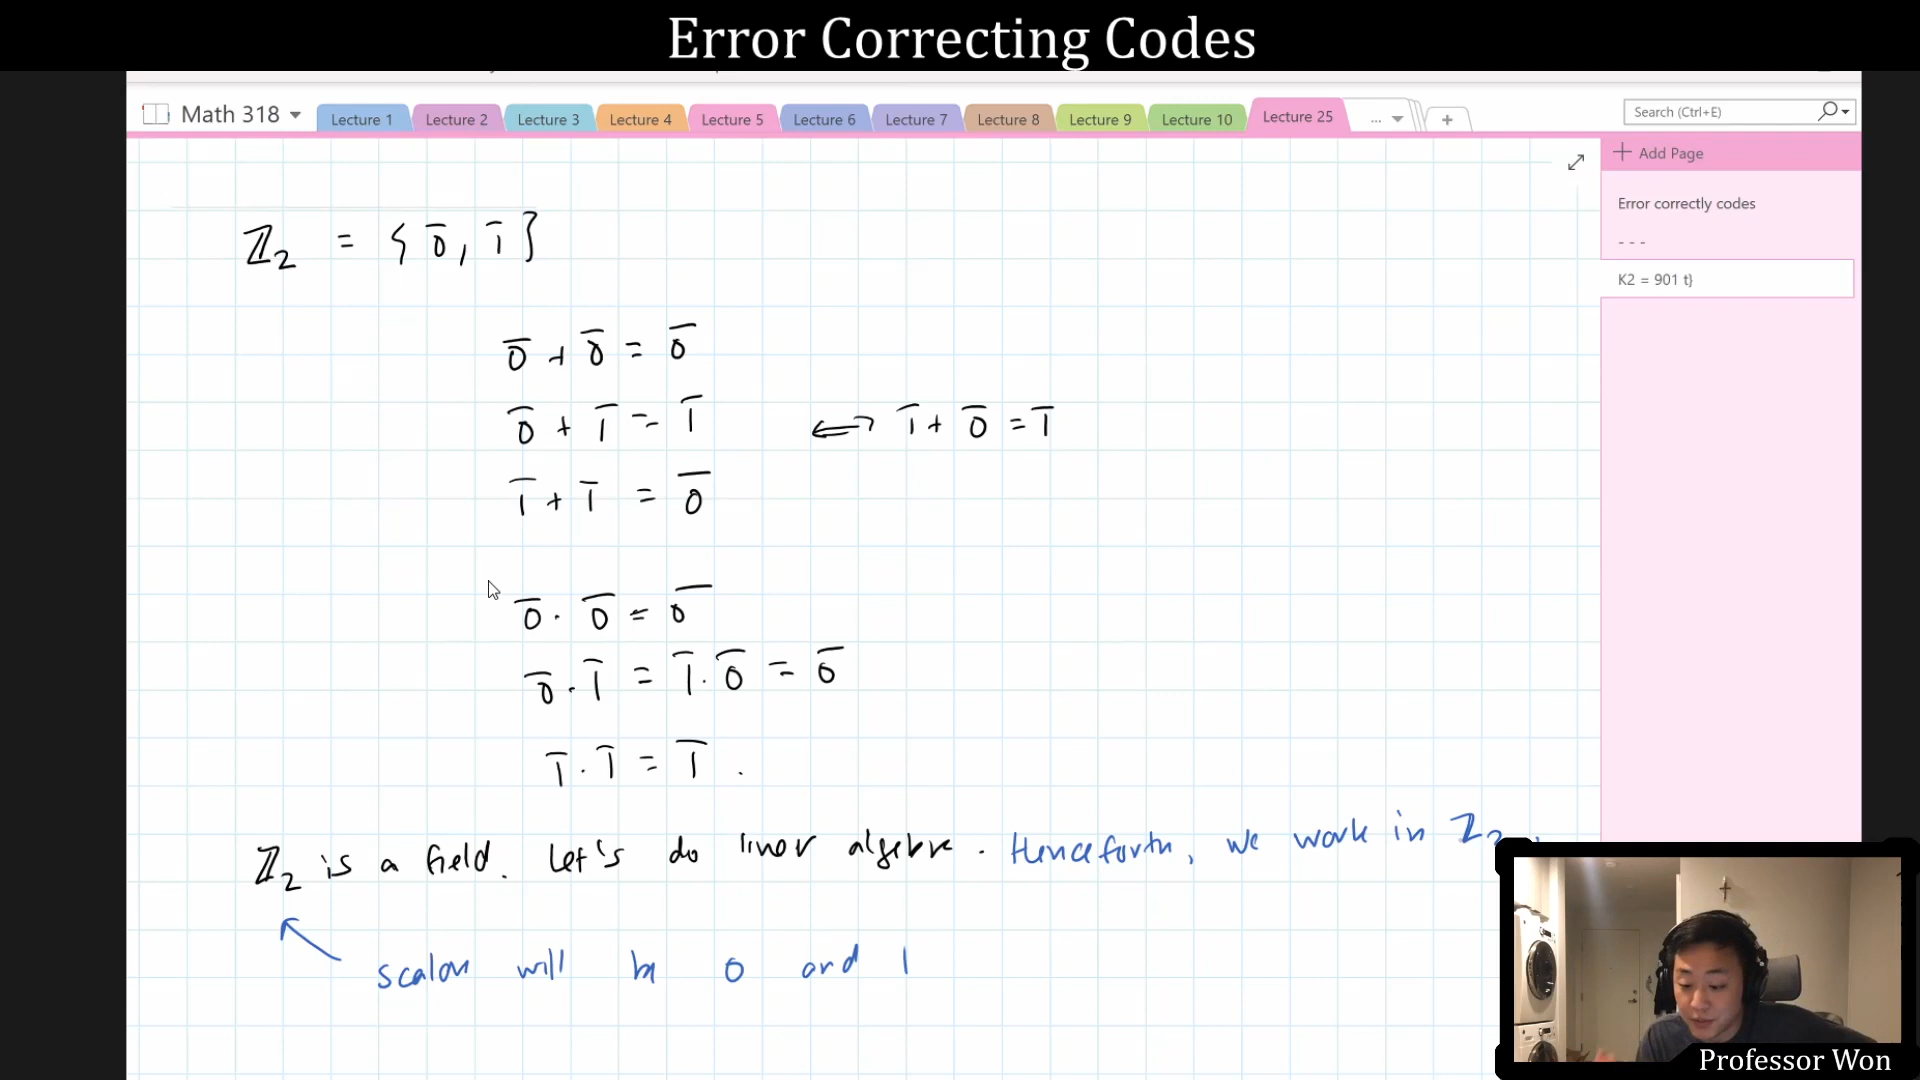 Error Correcting Codes
Math 318
Lecture 1
Lecture 2
Lecture 3
Lecture 4
Lecture 5
Lecture 6
Lecture 7
Lecture 8
Lecture 9
Lecture 10
Lecture 25
...
+
Search (Ctrl+E)
+ Add Page
Error correctly codes
- - -
K2 = 901 t}
ℤ₂ = { 0̅, 1̅ }
0̅ + 0̅ = 0̅
0̅ + 1̅ = 1̅ ⟷ 1̅ + 0̅ = 1̅
1̅ + 1̅ = 0̅
0̅ · 0̅ = 0̅
0̅ · 1̅ = 1̅ · 0̅ = 0̅
1̅ · 1̅ = 1̅ .
ℤ₂ is a field. Let's do linear algebra. Henceforth, we work in ℤ₂.
scalars will be 0 and 1
Professor Won